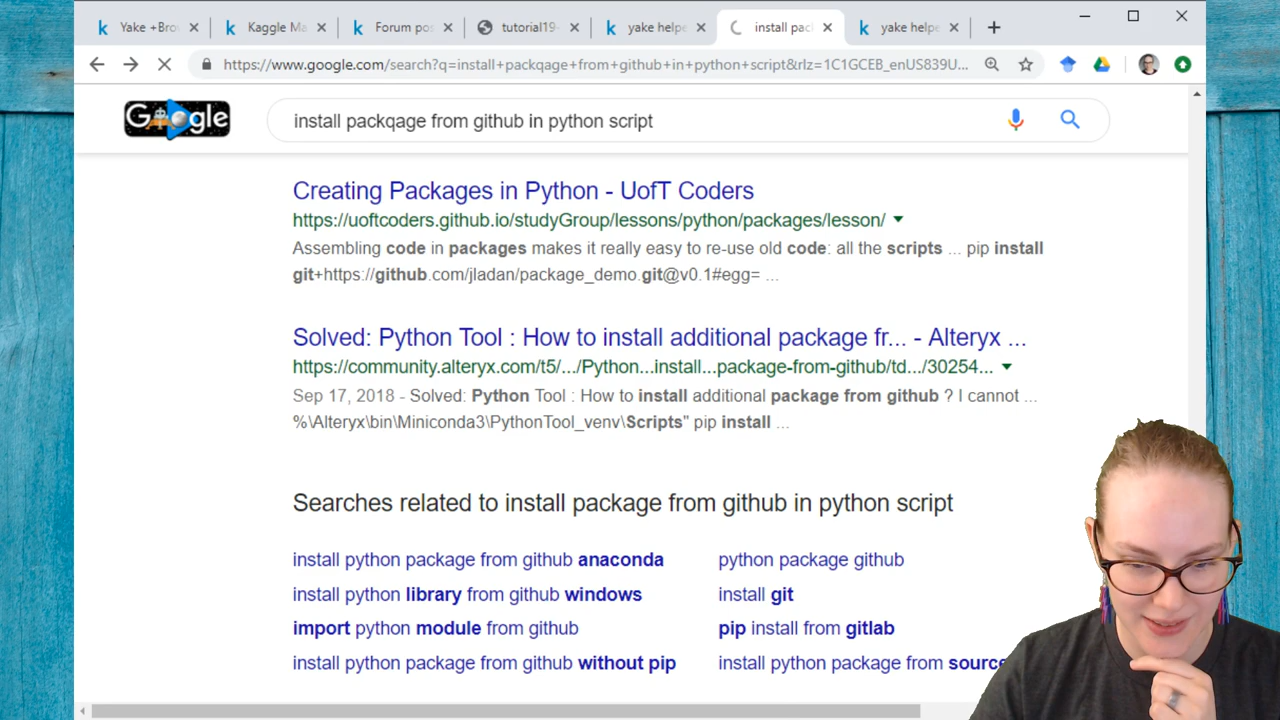 Yake +Bro
Kaggle Ma
Forum pos
tutorial19-
yake helpe
install pac
yake helpe
https://www.google.com/search?q=install+packqage+from+github+in+python+script&rlz=1C1GCEB_enUS839U...
Google
install packqage from github in python script
Creating Packages in Python - UofT Coders
https://uoftcoders.github.io/studyGroup/lessons/python/packages/lesson/
Assembling code in packages makes it really easy to re-use old code: all the scripts ... pip install
git+https://github.com/jladan/package_demo.git@v0.1#egg= ...
Solved: Python Tool : How to install additional package fr... - Alteryx ...
https://community.alteryx.com/t5/.../Python...install...package-from-github/td.../30254...
Sep 17, 2018 - Solved: Python Tool : How to install additional package from github ? I cannot ...
%\Alteryx\bin\Miniconda3\PythonTool_venv\Scripts" pip install ...
Searches related to install package from github in python script
install python package from github anaconda
python package github
install python library from github windows
install git
import python module from github
pip install from gitlab
install python package from github without pip
install python package from source